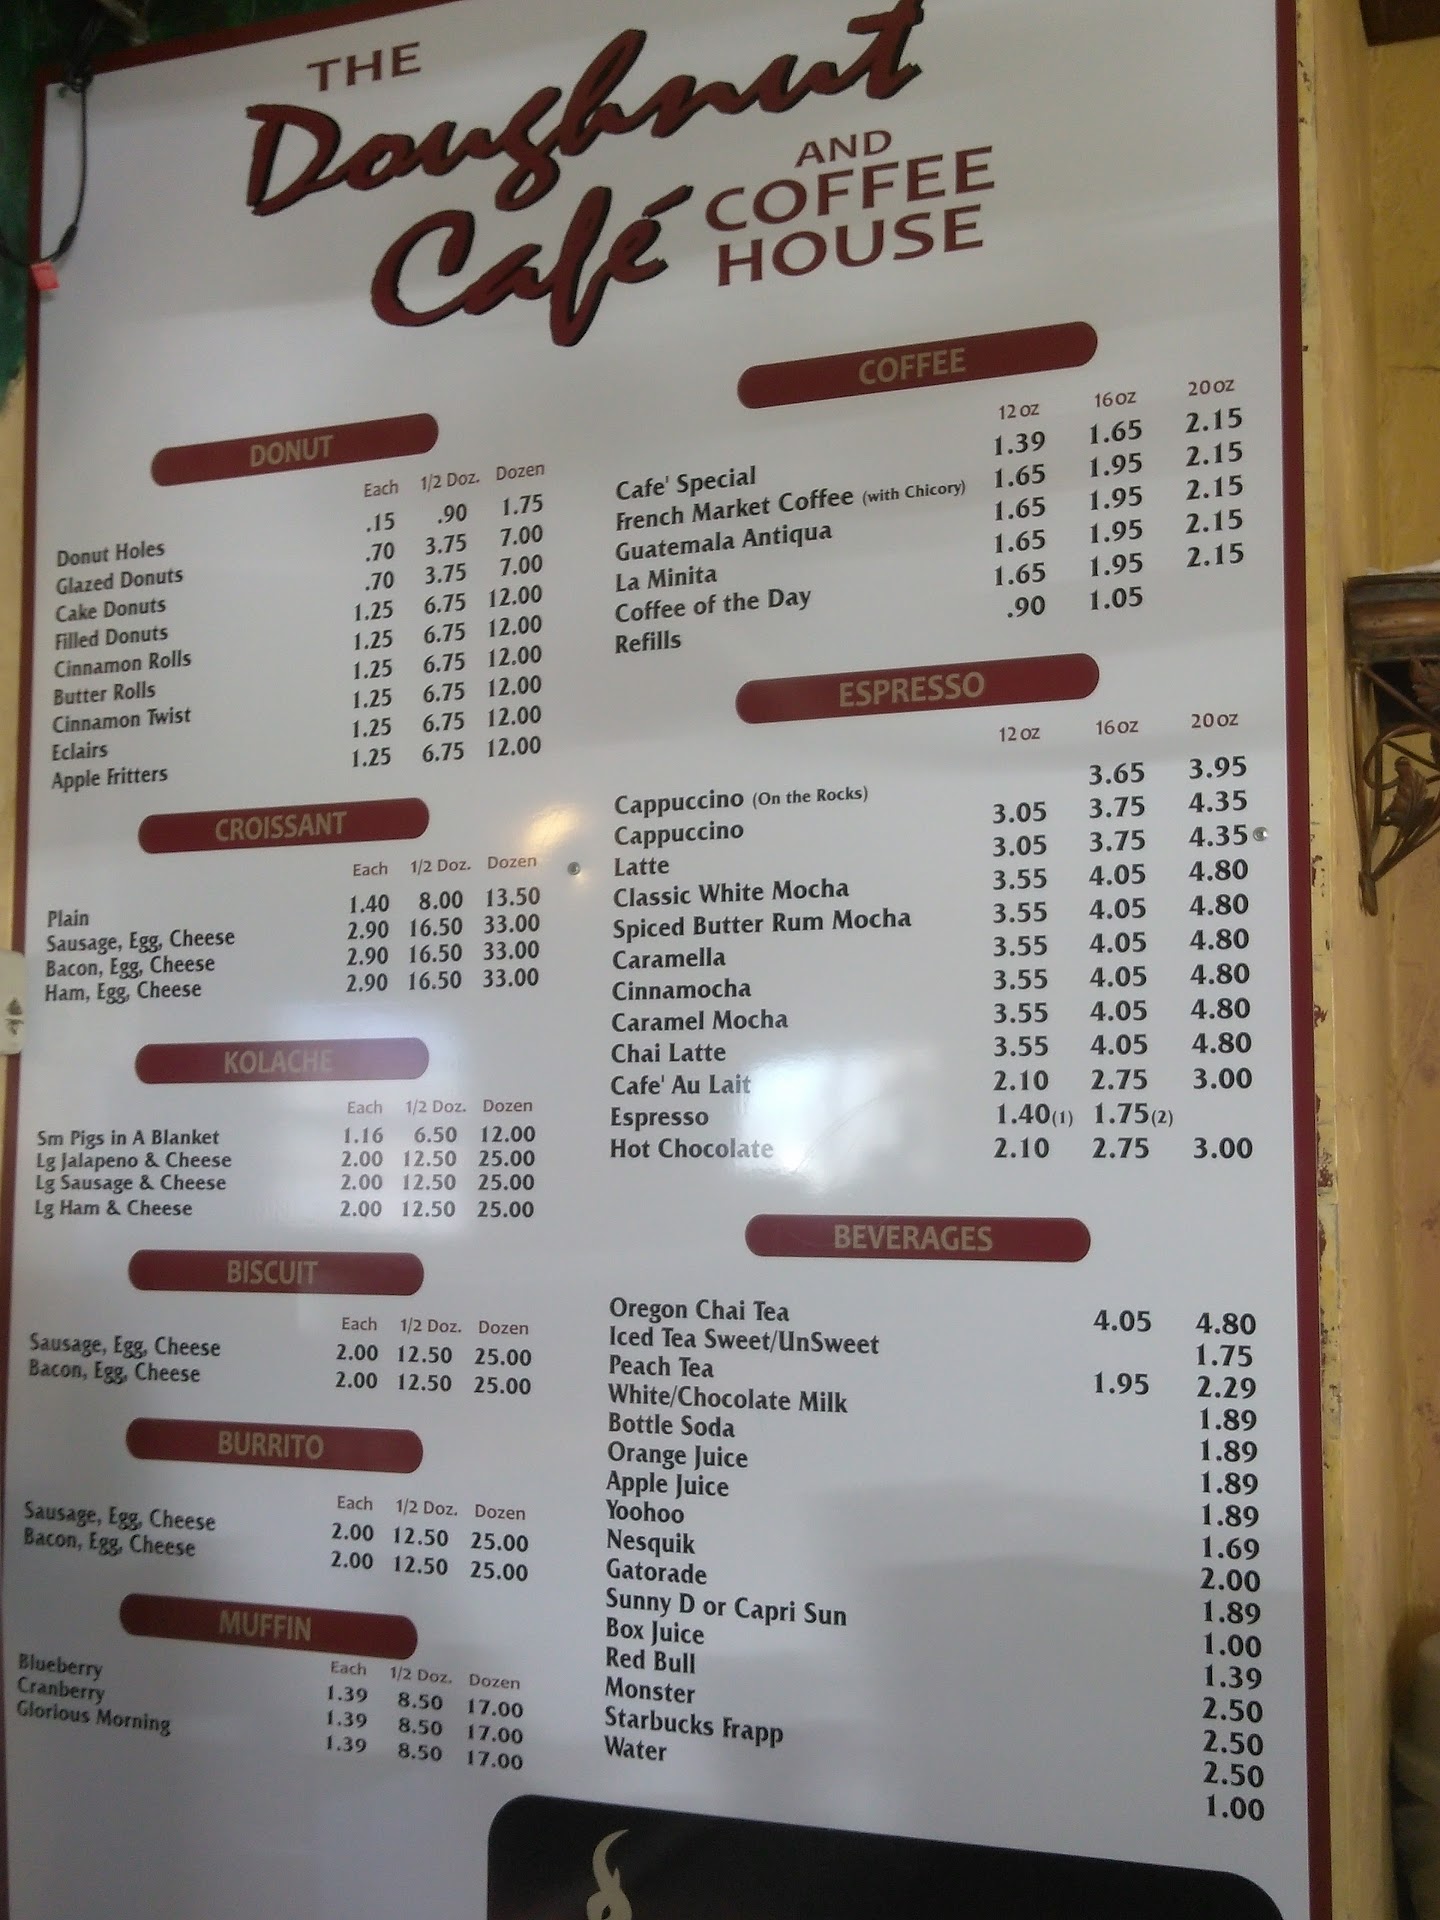 THE
Doughnut
Café
AND
COFFEE
HOUSE
DONUT
Each 1/2 Doz. Dozen
Donut Holes .15 .90 1.75
Glazed Donuts .70 3.75 7.00
Cake Donuts .70 3.75 7.00
Filled Donuts 1.25 6.75 12.00
Cinnamon Rolls 1.25 6.75 12.00
Butter Rolls 1.25 6.75 12.00
Cinnamon Twist 1.25 6.75 12.00
Eclairs 1.25 6.75 12.00
Apple Fritters 1.25 6.75 12.00
CROISSANT
Each 1/2 Doz. Dozen
Plain 1.40 8.00 13.50
Sausage, Egg, Cheese 2.90 16.50 33.00
Bacon, Egg, Cheese 2.90 16.50 33.00
Ham, Egg, Cheese 2.90 16.50 33.00
KOLACHE
Each 1/2 Doz. Dozen
Sm Pigs in A Blanket 1.16 6.50 12.00
Lg Jalapeno & Cheese 2.00 12.50 25.00
Lg Sausage & Cheese 2.00 12.50 25.00
Lg Ham & Cheese 2.00 12.50 25.00
BISCUIT
Each 1/2 Doz. Dozen
Sausage, Egg, Cheese 2.00 12.50 25.00
Bacon, Egg, Cheese 2.00 12.50 25.00
BURRITO
Each 1/2 Doz. Dozen
Sausage, Egg, Cheese 2.00 12.50 25.00
Bacon, Egg, Cheese 2.00 12.50 25.00
MUFFIN
Each 1/2 Doz. Dozen
Blueberry 1.39 8.50 17.00
Cranberry 1.39 8.50 17.00
Glorious Morning 1.39 8.50 17.00
COFFEE
12 oz 16 oz 20 oz
Cafe' Special 1.39 1.65 2.15
French Market Coffee (with Chicory) 1.65 1.95 2.15
Guatemala Antiqua 1.65 1.95 2.15
La Minita 1.65 1.95 2.15
Coffee of the Day 1.65 1.95 2.15
Refills .90 1.05
ESPRESSO
12 oz 16 oz 20 oz
Cappuccino (On the Rocks) 3.65 3.95
Cappuccino 3.05 3.75 4.35
Latte 3.05 3.75 4.35
Classic White Mocha 3.55 4.05 4.80
Spiced Butter Rum Mocha 3.55 4.05 4.80
Caramella 3.55 4.05 4.80
Cinnamocha 3.55 4.05 4.80
Caramel Mocha 3.55 4.05 4.80
Chai Latte 3.55 4.05 4.80
Cafe' Au Lait 2.10 2.75 3.00
Espresso 1.40(1) 1.75(2)
Hot Chocolate 2.10 2.75 3.00
BEVERAGES
Oregon Chai Tea 4.05 4.80
Iced Tea Sweet/UnSweet 1.75
Peach Tea 1.95 2.29
White/Chocolate Milk 1.89
Bottle Soda 1.89
Orange Juice 1.89
Apple Juice 1.89
Yoohoo 1.69
Nesquik 2.00
Gatorade 1.89
Sunny D or Capri Sun 1.00
Box Juice 1.39
Red Bull 2.50
Monster 2.50
Starbucks Frapp 2.50
Water 1.00